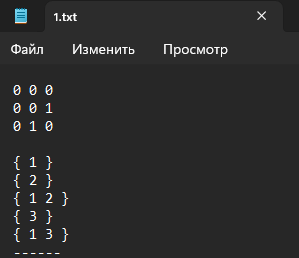 1.txt
Файл Изменить Просмотр
0 0 0
0 0 1
0 1 0
{ 1 }
{ 2 }
{ 1 2 }
{ 3 }
{ 1 3 }
------